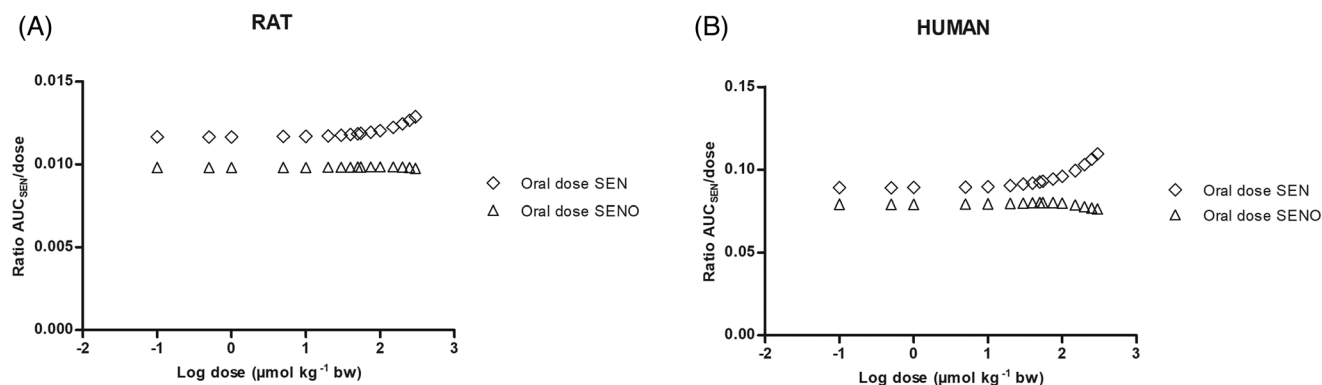 (A)
RAT
0.015
0.010
0.005
0.000
Ratio AUC_SEN/dose
-2 -1 0 1 2 3
Log dose (µmol kg⁻¹ bw)
Oral dose SEN
Oral dose SENO
(B)
HUMAN
0.15
0.10
0.05
0.00
Ratio AUC_SEN/dose
-2 -1 0 1 2 3
Log dose (µmol kg⁻¹ bw)
Oral dose SEN
Oral dose SENO